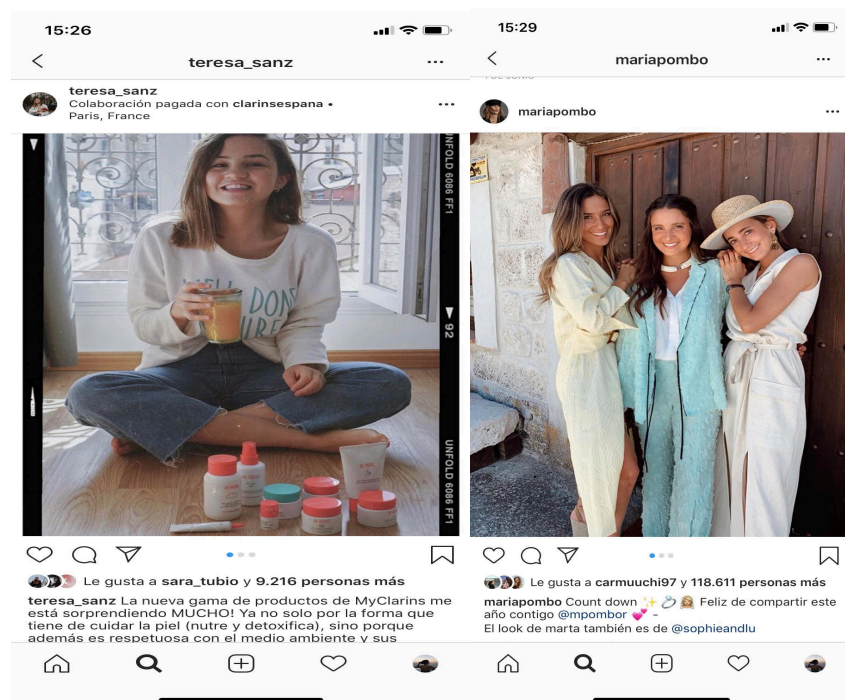 15:26
teresa_sanz
teresa_sanz
Colaboración pagada con clarinsespana •
Paris, France
UNFOLD 6086 FF1
92
UNFOLD 6086 FF1
WELL DONE
Le gusta a sara_tubio y 9.216 personas más
teresa_sanz La nueva gama de productos de MyClarins me
está sorprendiendo MUCHO! Ya no solo por la forma que
tiene de cuidar la piel (nutre y detoxifica), sino porque
además es respetuosa con el medio ambiente y sus
15:29
mariapombo
mariapombo
Le gusta a carmuuchi97 y 118.611 personas más
mariapombo Count down ✨💍👰🏼 Feliz de compartir este
año contigo @mpombor 💕 -
El look de marta también es de @sophieandlu